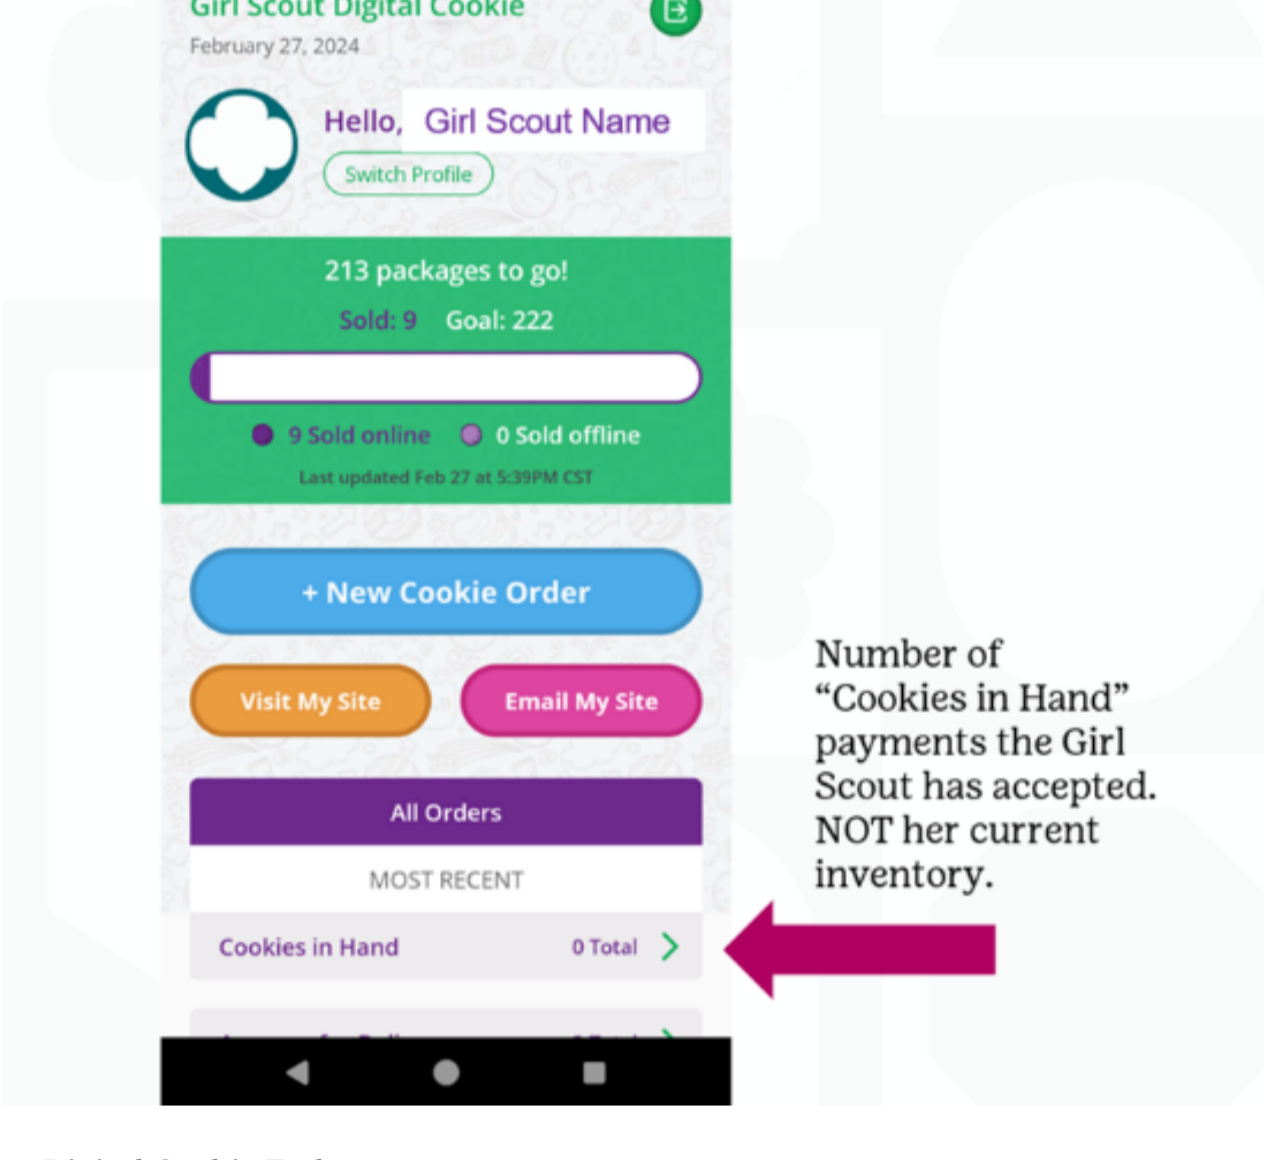 Girl Scout Digital Cookie
February 27, 2024
Hello, Girl Scout Name
Switch Profile
213 packages to go!
Sold: 9 Goal: 222
9 Sold online 0 Sold offline
Last updated Feb 27 at 5:39PM CST
+ New Cookie Order
Visit My Site Email My Site
All Orders
MOST RECENT
Cookies in Hand 0 Total
Number of
“Cookies in Hand”
payments the Girl
Scout has accepted.
NOT her current
inventory.